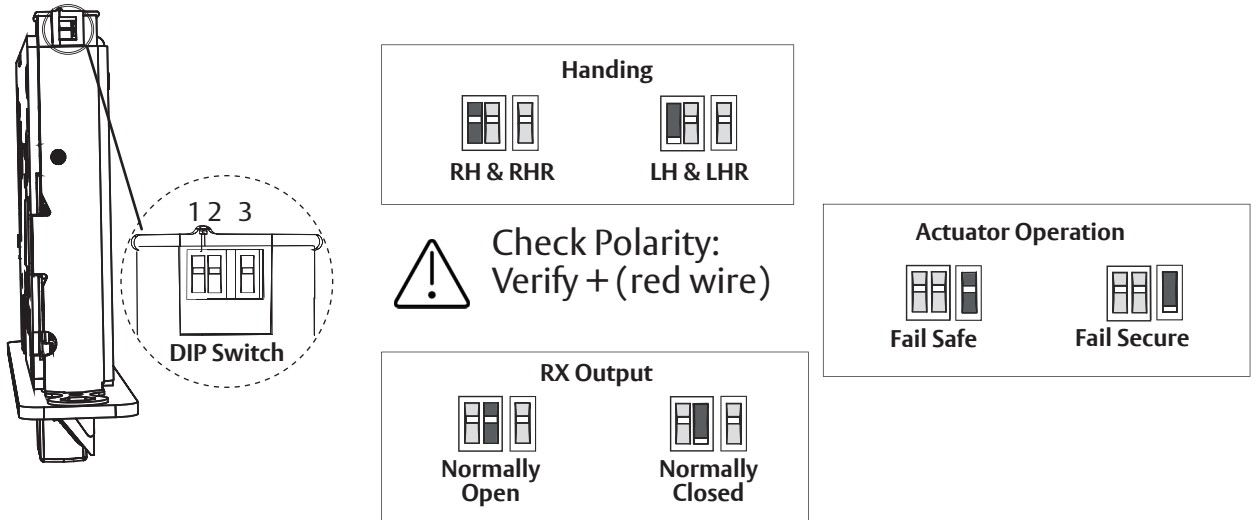 1 2 3
DIP Switch
Handing
RH & RHR
LH & LHR
Check Polarity:
Verify + (red wire)
RX Output
Normally
Open
Normally
Closed
Actuator Operation
Fail Safe
Fail Secure